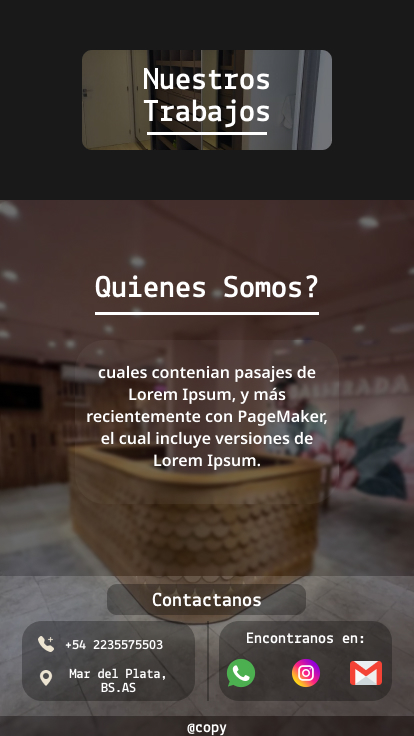 Nuestros
Trabajos
Quienes Somos?
cuales contenian pasajes de
Lorem Ipsum, y más
recientemente con PageMaker,
el cual incluye versiones de
Lorem Ipsum.
Contactanos
+54 2235575503
Mar del Plata,
BS.AS
Encontranos en:
@copy